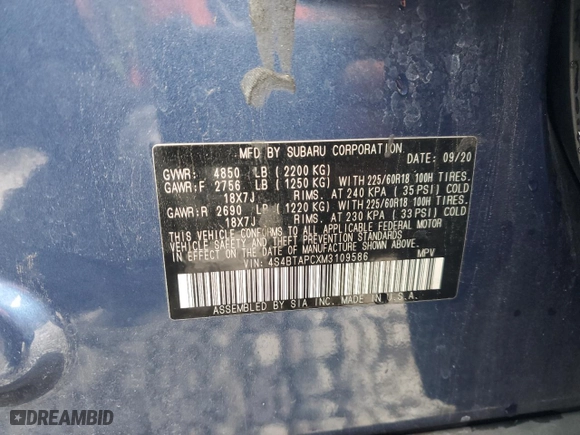 MFD BY SUBARU CORPORATION
DATE: 09/20
GVWR: 4850 LB (2200 KG)
GAWR:F 2756 LB (1250 KG) WITH 225/60R18 100H TIRES.
18X7J RIMS. AT 240 KPA (35 PSI) COLD
GAWR:R 2690 LB (1220 KG) WITH 225/60R18 100H TIRES.
18X7J RIMS. AT 230 KPA (33 PSI) COLD
THIS VEHICLE CONFORMS TO ALL APPLICABLE FEDERAL MOTOR
VEHICLE SAFETY AND THEFT PREVENTION STANDARDS
IN EFFECT ON THE DATE OF MANUFACTURE SHOWN ABOVE.
VIN: 4S4BTAPCXM3109586 MPV
ASSEMBLED BY SIA INC. MADE IN U.S.A.
DREAMBID